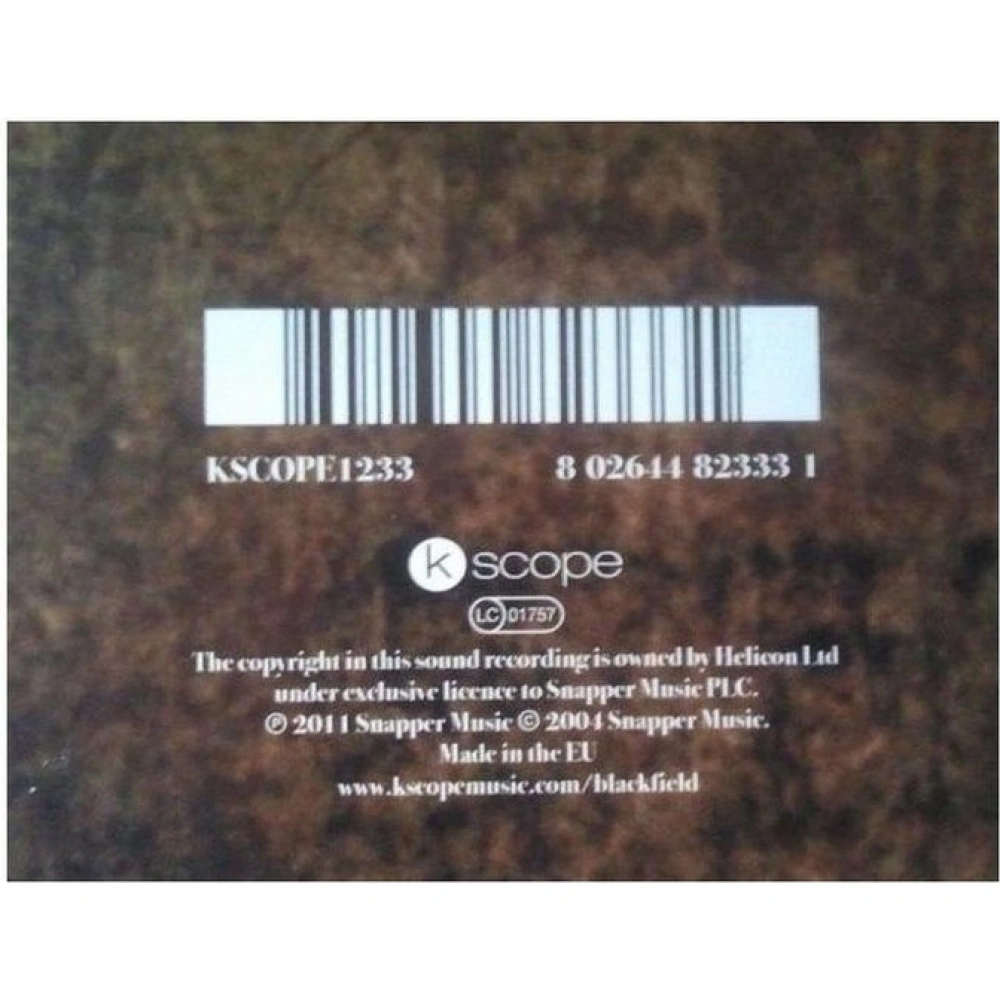 KSCOPE1233 8 02644 82333 1
k scope
LC 01757
The copyright in this sound recording is owned by Helicon Ltd
under exclusive licence to Snapper Music PLC.
℗ 2011 Snapper Music © 2004 Snapper Music.
Made in the EU
www.kscopemusic.com/blackfield